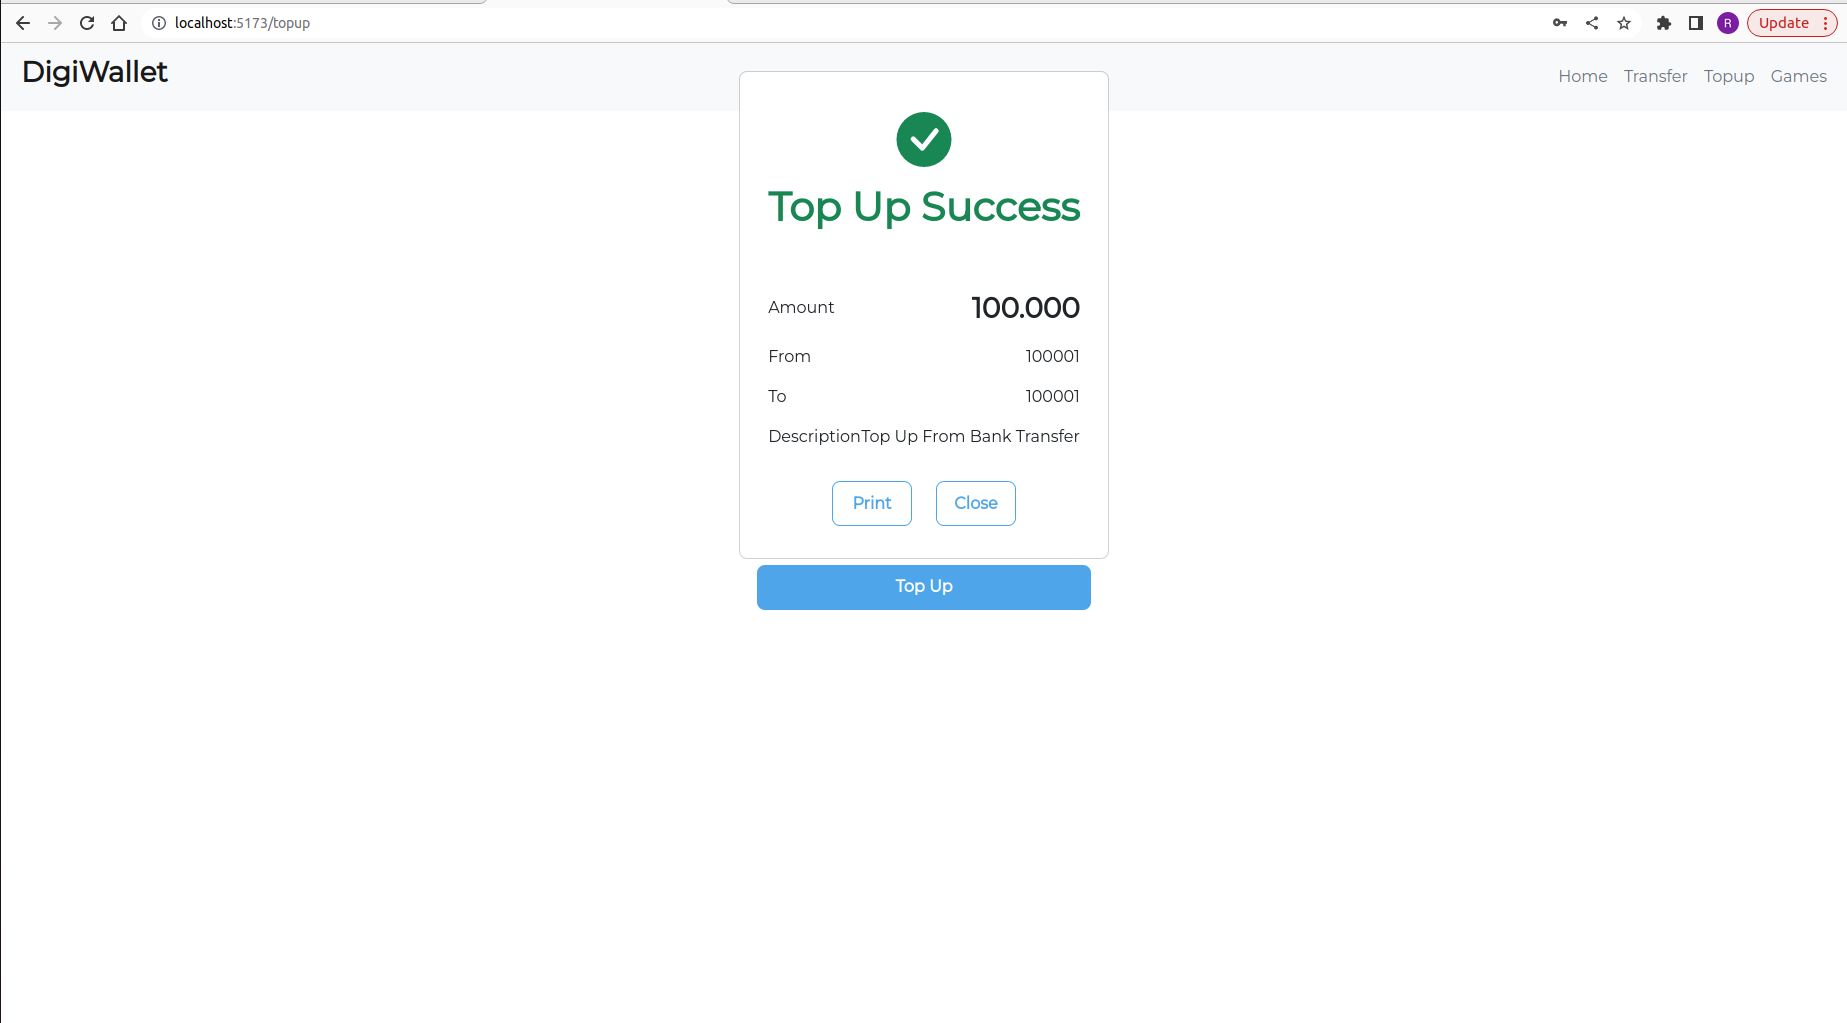 localhost:5173/topup
R
Update
DigiWallet
Home Transfer Topup Games
Top Up Success
Amount 100.000
From 100001
To 100001
DescriptionTop Up From Bank Transfer
Print Close
Top Up